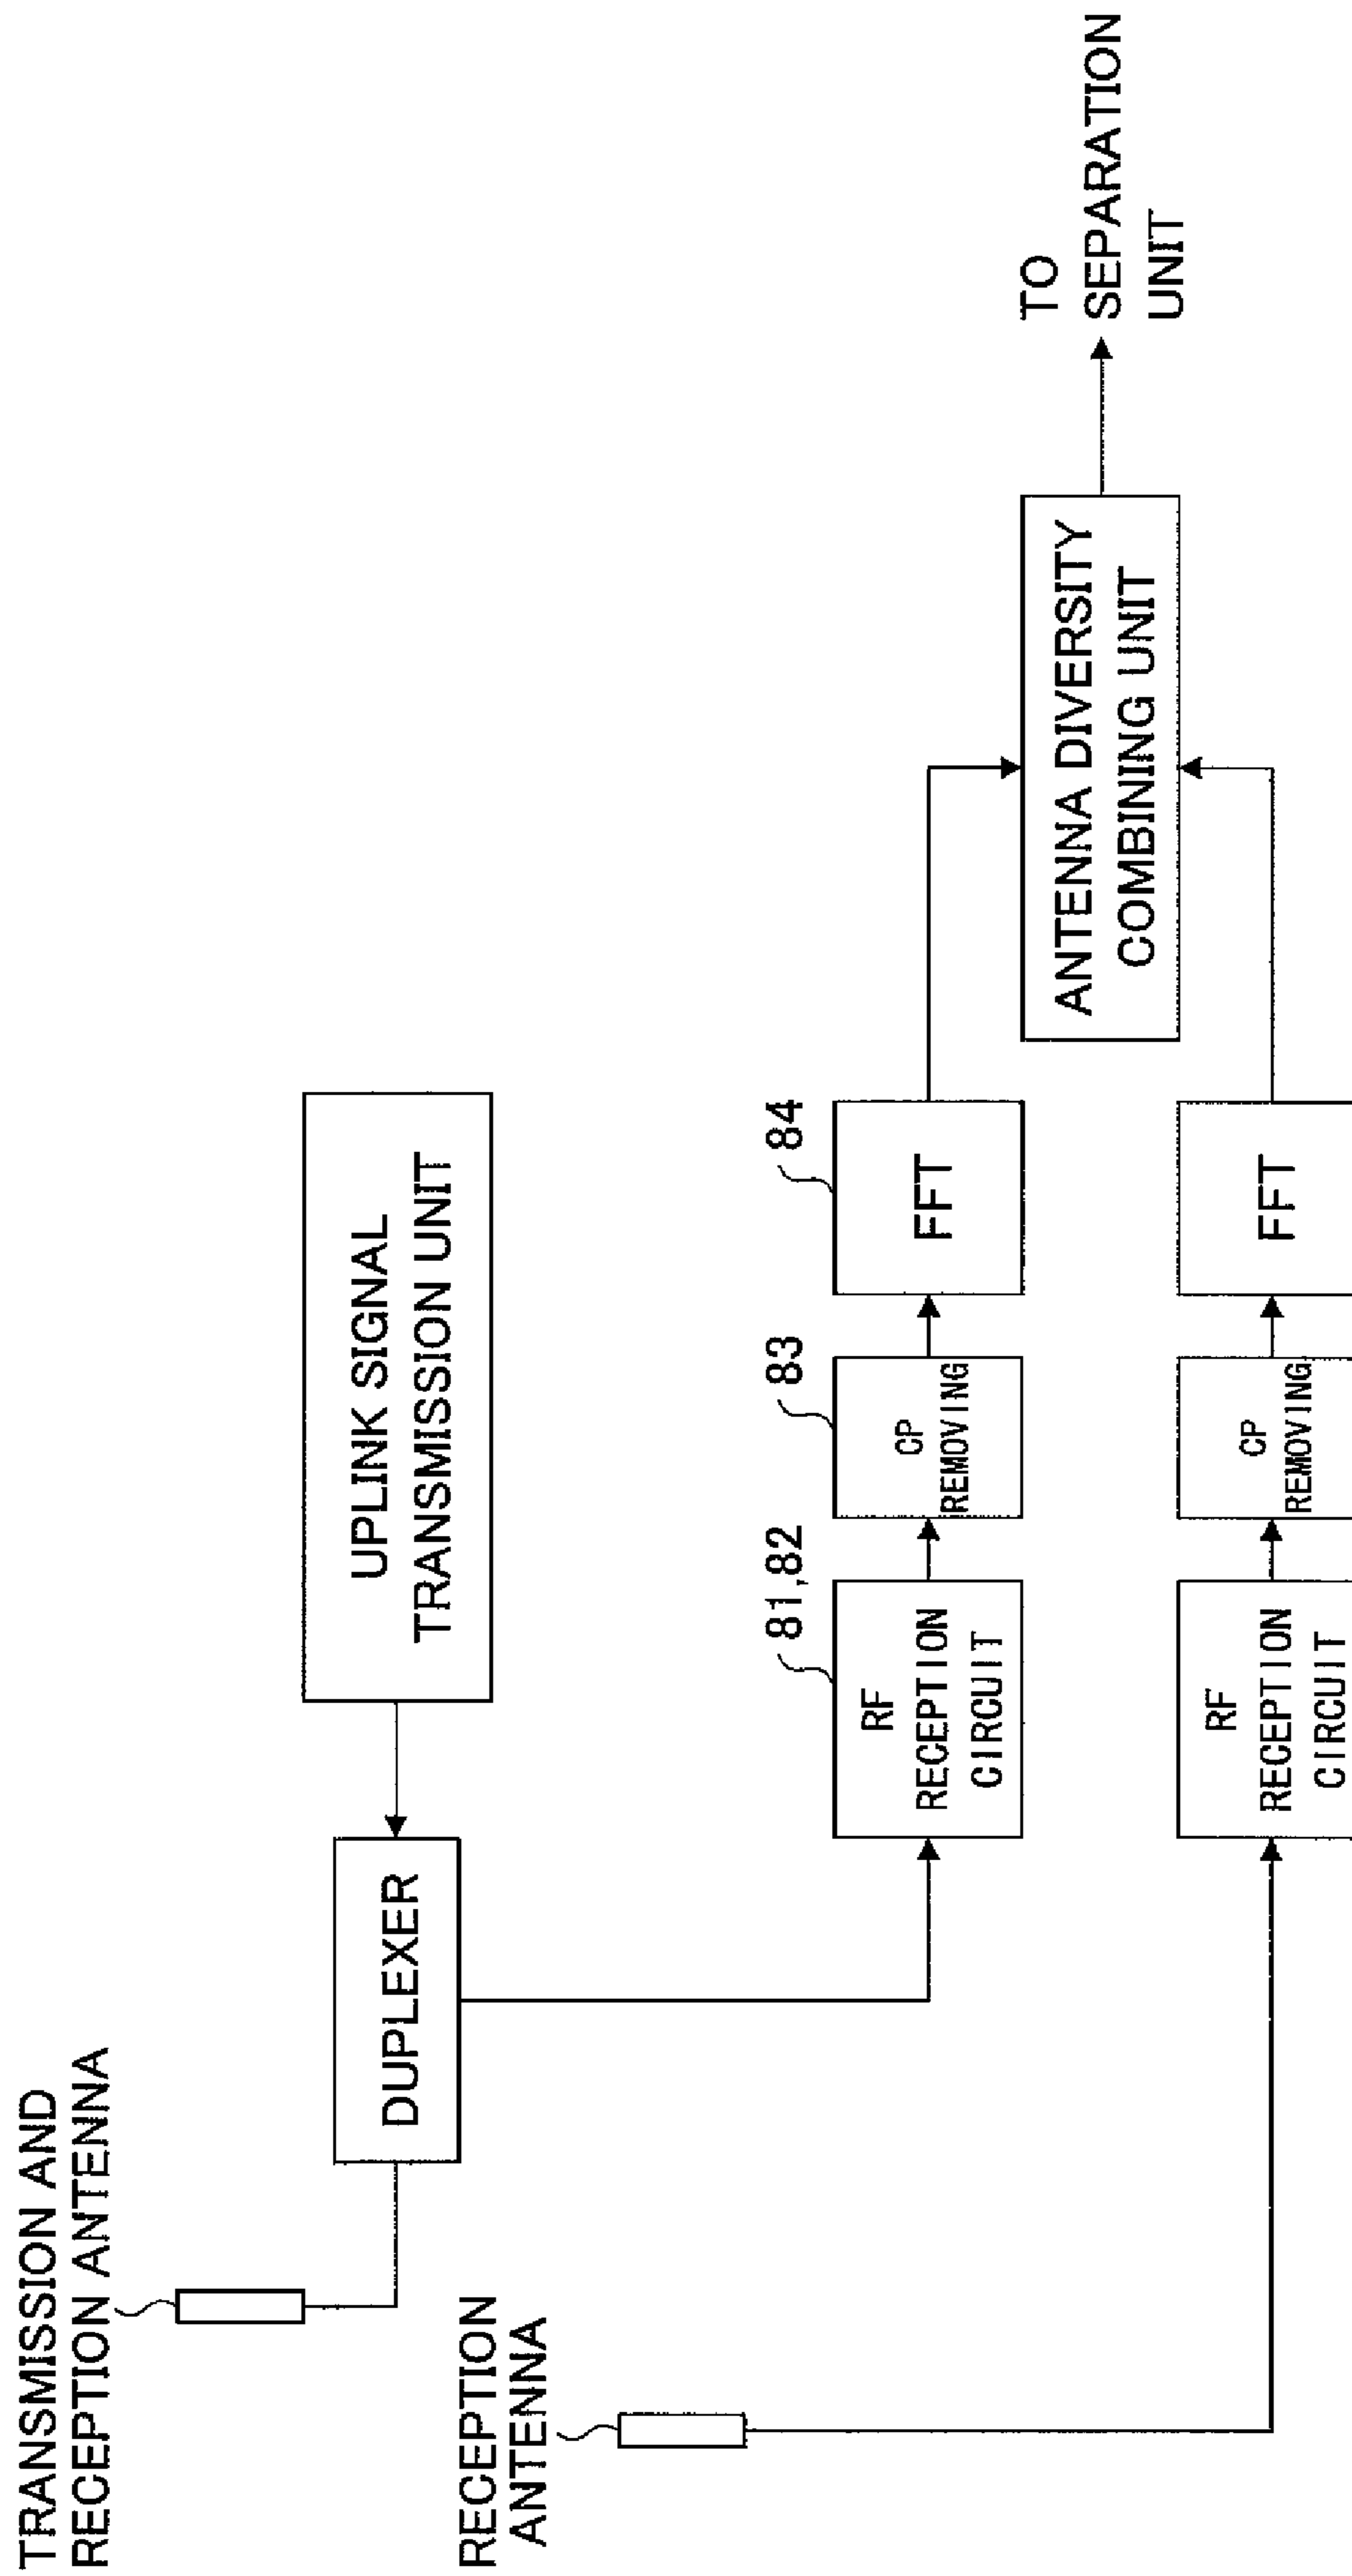 TRANSMISSION AND
RECEPTION ANTENNA
DUPLEXER
UPLINK SIGNAL
TRANSMISSION UNIT
RECEPTION
ANTENNA
81,82
RF
RECEPTION
CIRCUIT
83
CP
REMOVING
84
FFT
ANTENNA DIVERSITY
COMBINING UNIT
TO
SEPARATION
UNIT
RF
RECEPTION
CIRCUIT
CP
REMOVING
FFT